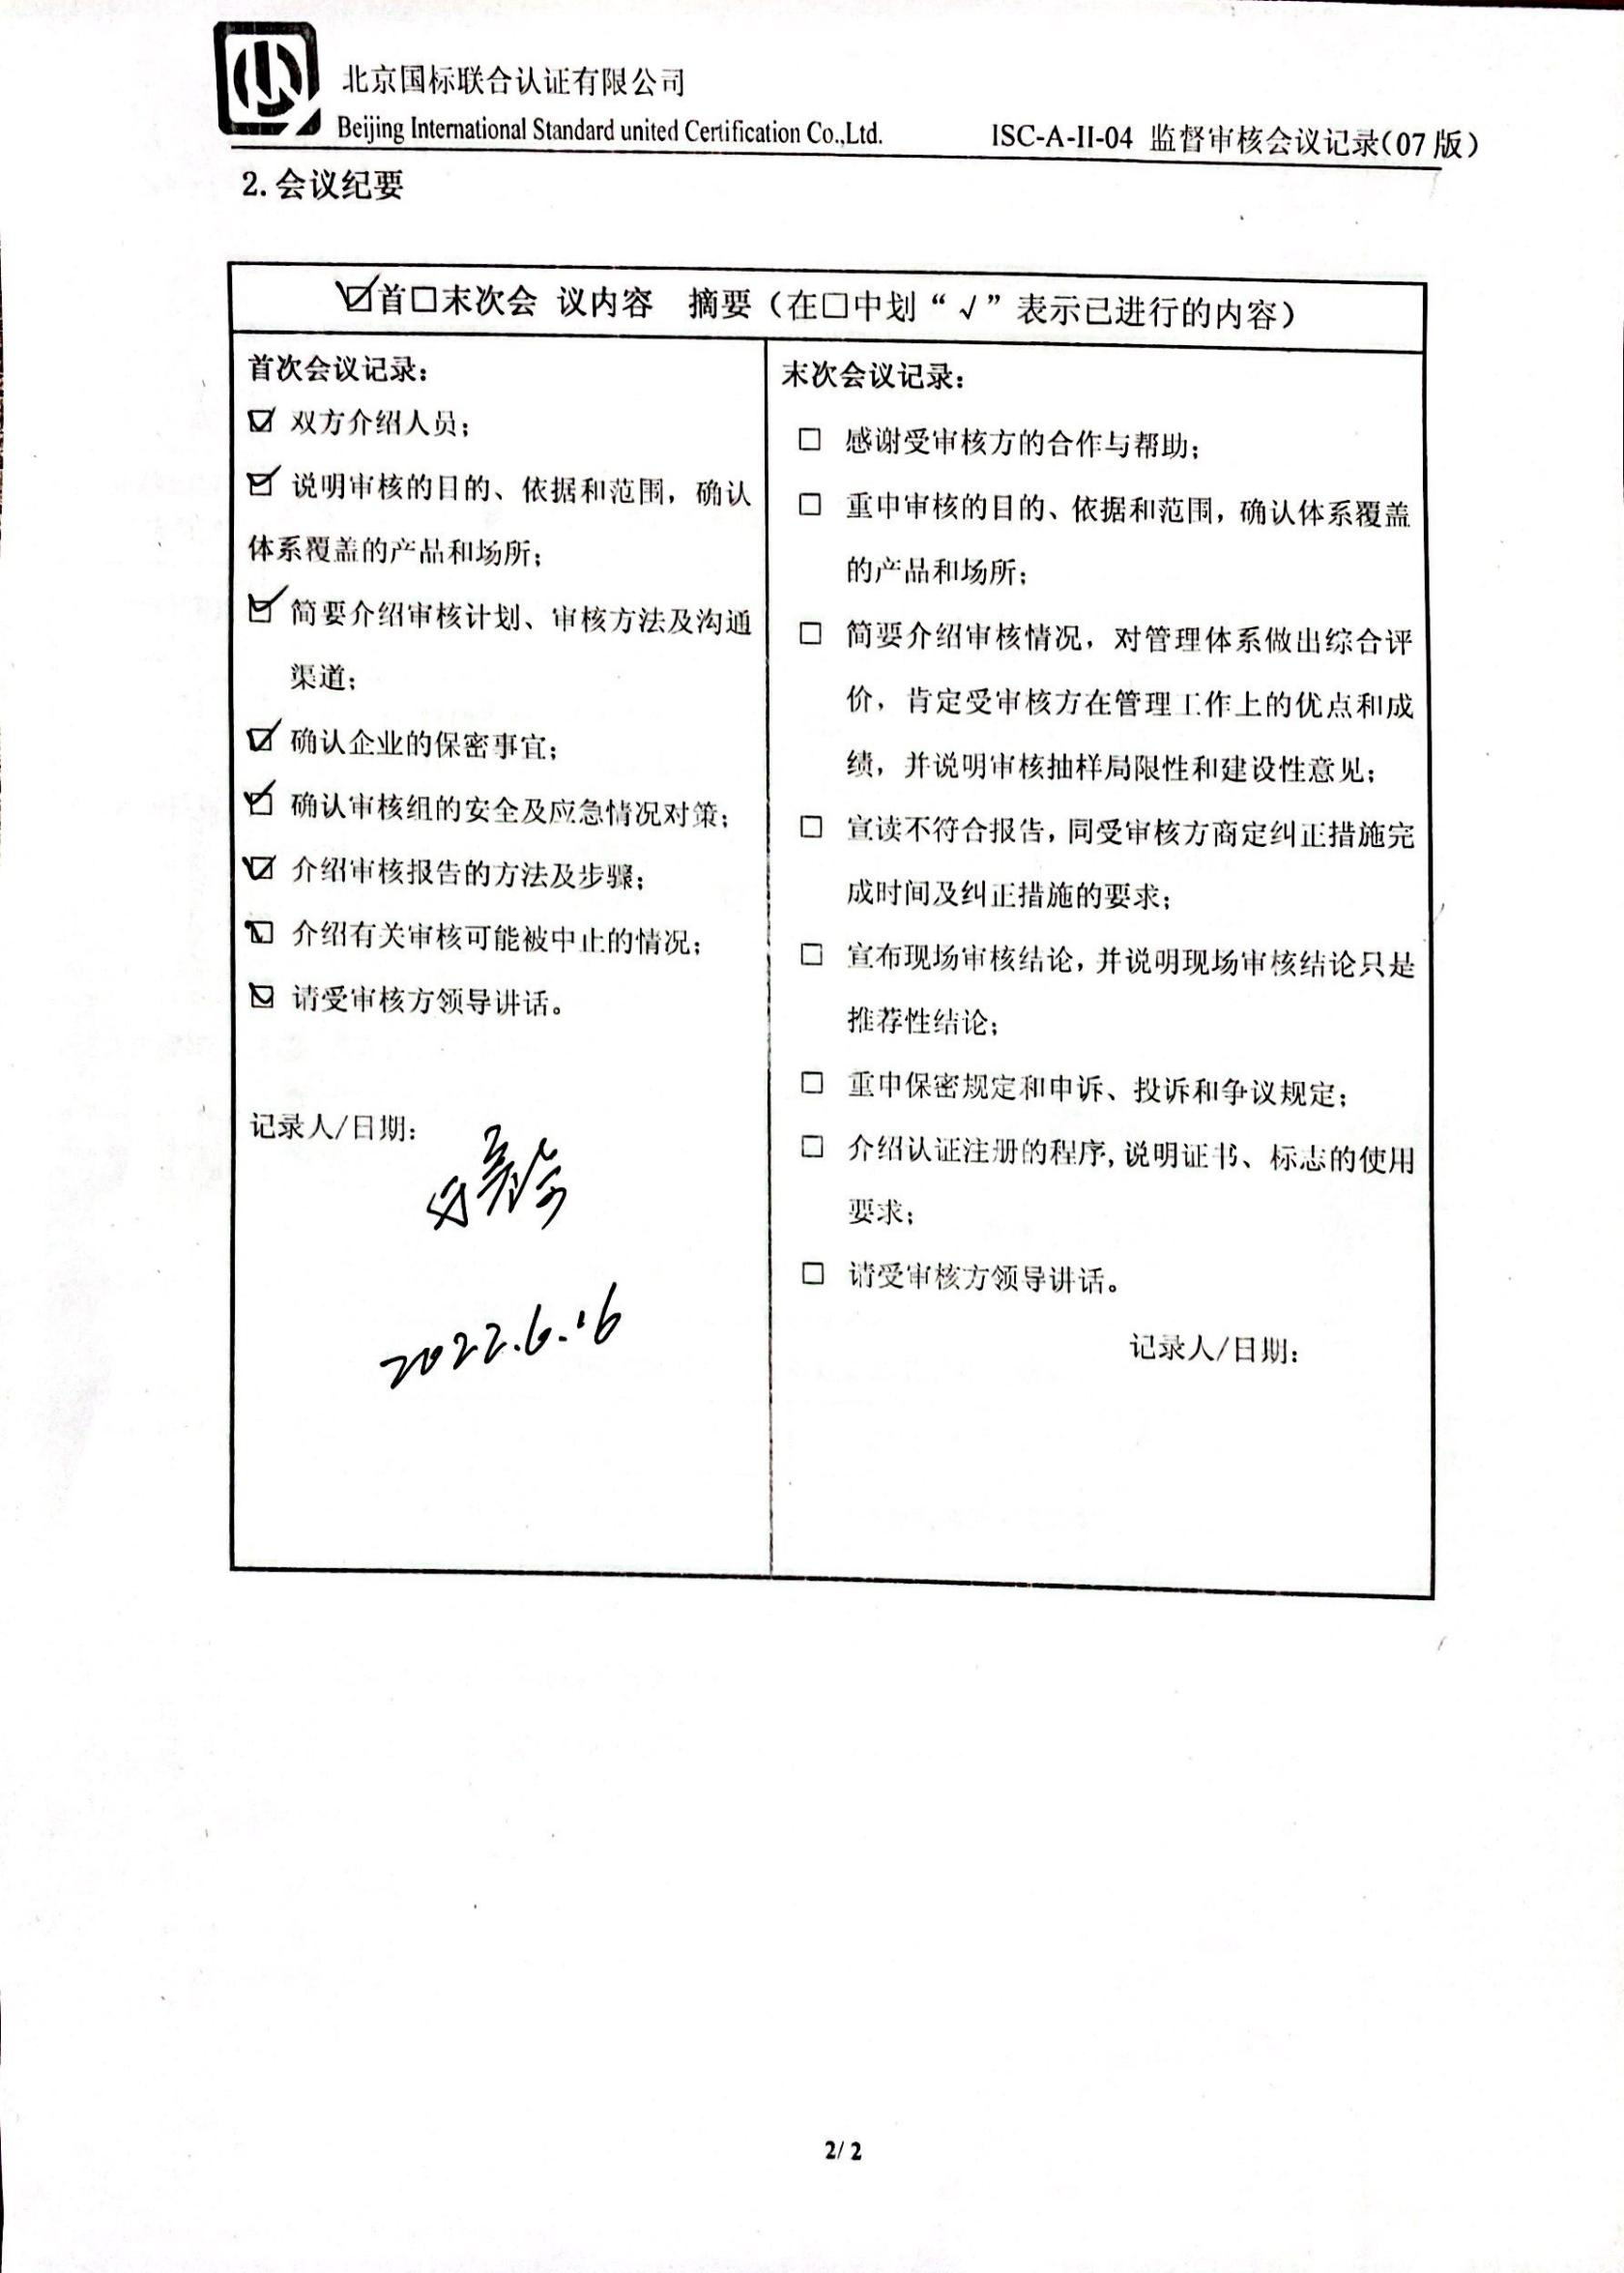 北京国标联合认证有限公司
Beijing International Standard united Certification Co.,Ltd.
ISC-A-II-04 监督审核会议记录(07版)
2.会议纪要
☑首□末次会 议内容 摘要(在□中划“√”表示已进行的内容)
首次会议记录:
☑ 双方介绍人员;
☑ 说明审核的目的、依据和范围,确认
体系覆盖的产品和场所;
☑ 简要介绍审核计划、审核方法及沟通
渠道;
☑ 确认企业的保密事宜;
☑ 确认审核组的安全及应急情况对策;
☑ 介绍审核报告的方法及步骤;
☑ 介绍有关审核可能被中止的情况;
☑ 请受审核方领导讲话。
记录人/日期:
2022.6.16
末次会议记录:
□ 感谢受审核方的合作与帮助;
□ 重申审核的目的、依据和范围,确认体系覆盖
的产品和场所;
□ 简要介绍审核情况,对管理体系做出综合评
价,肯定受审核方在管理工作上的优点和成
绩,并说明审核抽样局限性和建设性意见;
□ 宣读不符合报告,同受审核方商定纠正措施完
成时间及纠正措施的要求;
□ 宣布现场审核结论,并说明现场审核结论只是
推荐性结论;
□ 重申保密规定和申诉、投诉和争议规定;
□ 介绍认证注册的程序,说明证书、标志的使用
要求;
□ 请受审核方领导讲话。
记录人/日期:
2/ 2